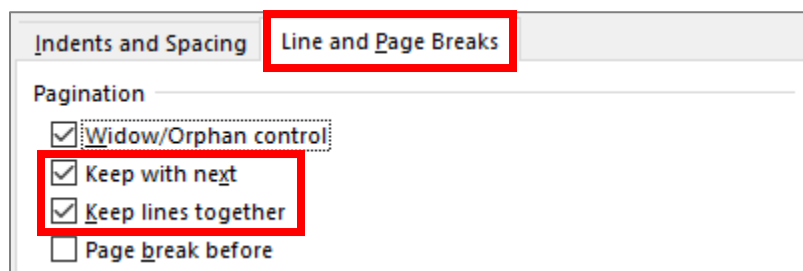 Indents and Spacing Line and Page Breaks
Pagination
Widow/Orphan control
Keep with next
Keep lines together
Page break before